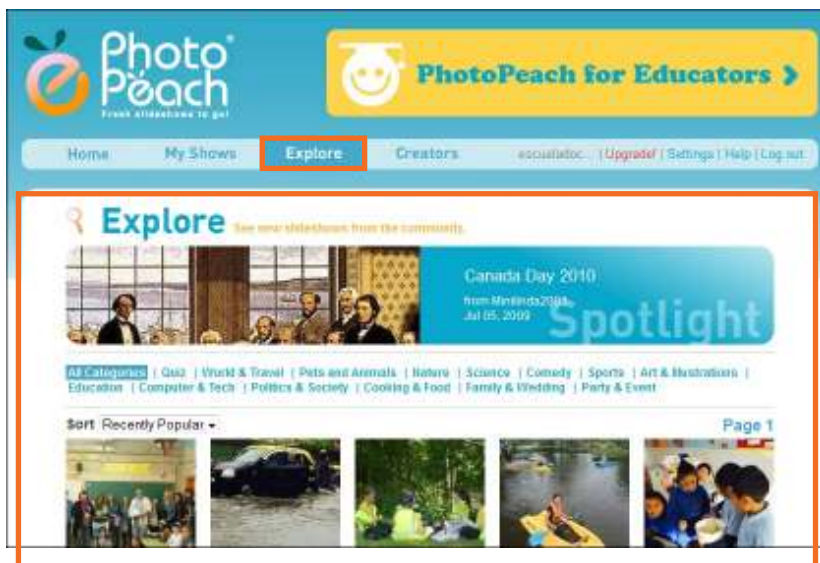 Photo
Peach
Fresh slideshows to go!
PhotoPeach for Educators
Home My Shows Explore Creators | Upgrade! | Settings | Help | Log out
Explore See new slideshows from the community.
Canada Day 2010
from
Jul 05, 2009
Spotlight
All Categories | Quiz | World & Travel | Pets and Animals | Nature | Science | Comedy | Sports | Art & Illustrations |
Education | Computer & Tech | Politics & Society | Cooking & Food | Family & Wedding | Party & Event
Sort Recently Popular Page 1